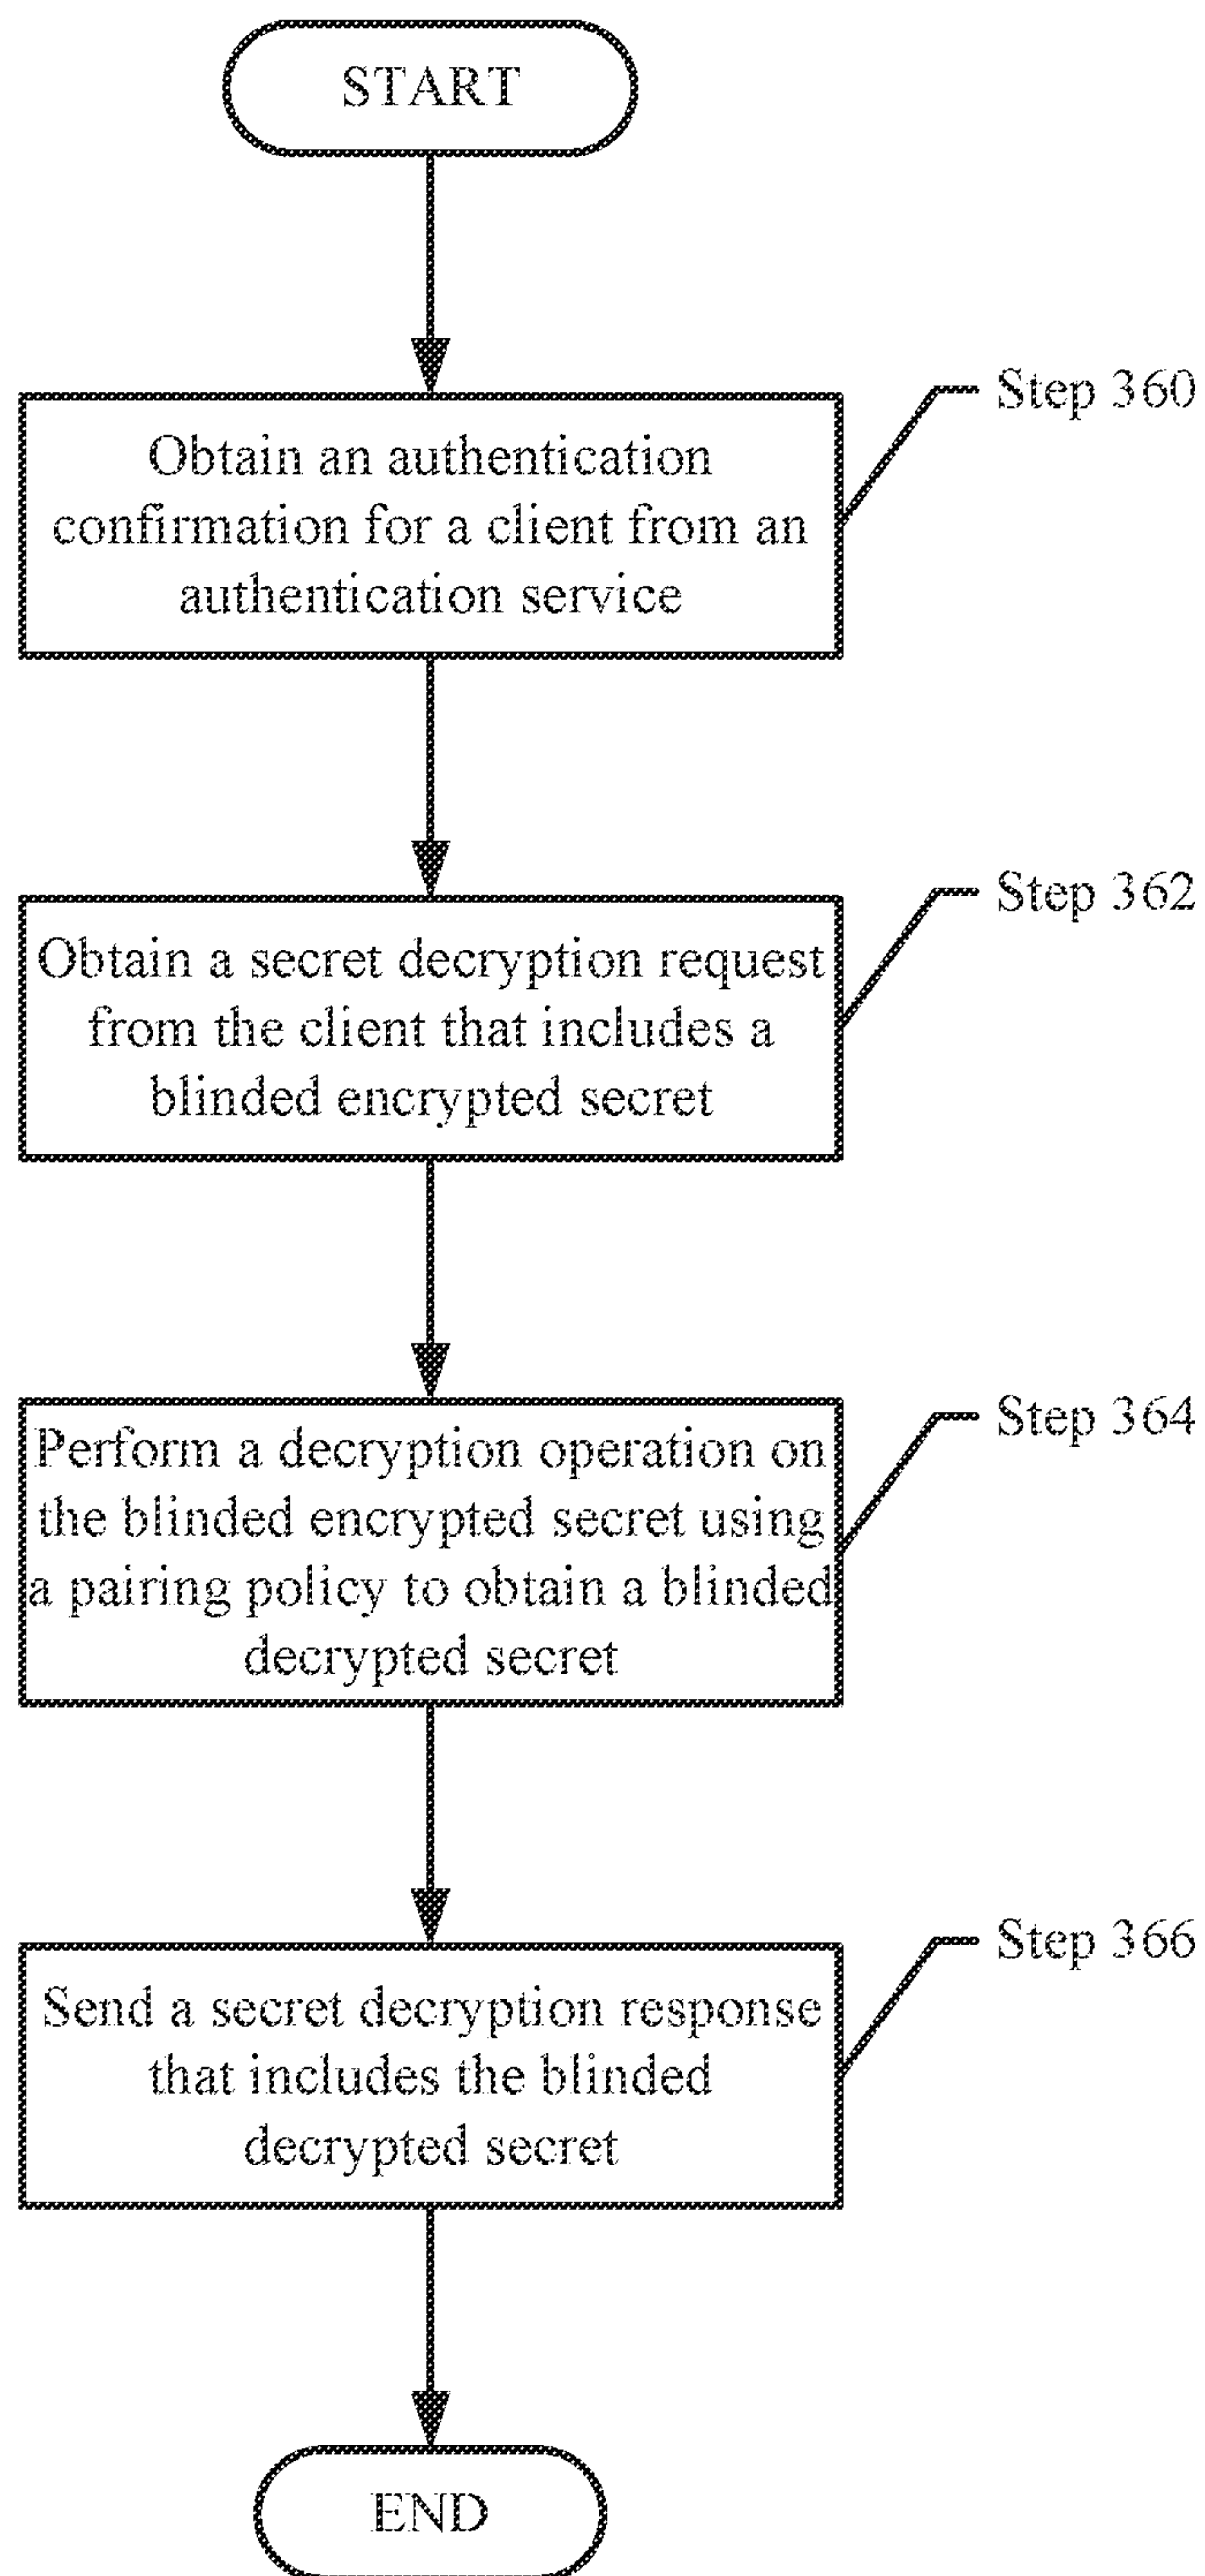 START
Step 360
Obtain an authentication
confirmation for a client from an
authentication service
Step 362
Obtain a secret decryption request
from the client that includes a
blinded encrypted secret
Step 364
Perform a decryption operation on
the blinded encrypted secret using
a pairing policy to obtain a blinded
decrypted secret
Step 366
Send a secret decryption response
that includes the blinded
decrypted secret
END